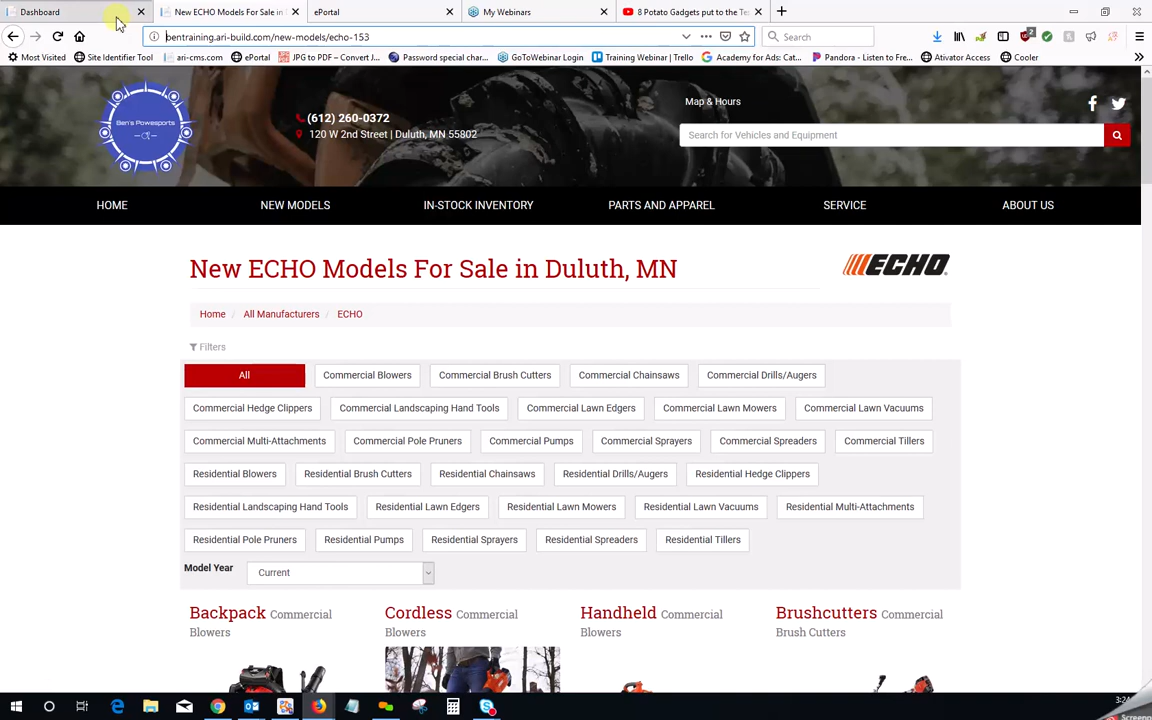 Dashboard
New ECHO Models For Sale in
ePortal
My Webinars
8 Potato Gadgets put to the Te
bentraining.ari-build.com/new-models/echo-153
Search
Most Visited
Site Identifier Tool
ari-cms.com
ePortal
JPG to PDF – Convert J...
Password special char...
GoToWebinar Login
Training Webinar | Trello
Academy for Ads: Cat...
Pandora - Listen to Fre...
Ativator Access
Cooler
Ben's Powesports
(612) 260-0372
120 W 2nd Street | Duluth, MN 55802
Map & Hours
Search for Vehicles and Equipment
HOME
NEW MODELS
IN-STOCK INVENTORY
PARTS AND APPAREL
SERVICE
ABOUT US
New ECHO Models For Sale in Duluth, MN
ECHO
Home / All Manufacturers / ECHO
Filters
All
Commercial Blowers
Commercial Brush Cutters
Commercial Chainsaws
Commercial Drills/Augers
Commercial Hedge Clippers
Commercial Landscaping Hand Tools
Commercial Lawn Edgers
Commercial Lawn Mowers
Commercial Lawn Vacuums
Commercial Multi-Attachments
Commercial Pole Pruners
Commercial Pumps
Commercial Sprayers
Commercial Spreaders
Commercial Tillers
Residential Blowers
Residential Brush Cutters
Residential Chainsaws
Residential Drills/Augers
Residential Hedge Clippers
Residential Landscaping Hand Tools
Residential Lawn Edgers
Residential Lawn Mowers
Residential Lawn Vacuums
Residential Multi-Attachments
Residential Pole Pruners
Residential Pumps
Residential Sprayers
Residential Spreaders
Residential Tillers
Model Year
Current
Backpack Commercial
Blowers
Cordless Commercial
Blowers
Handheld Commercial
Blowers
Brushcutters Commercial
Brush Cutters